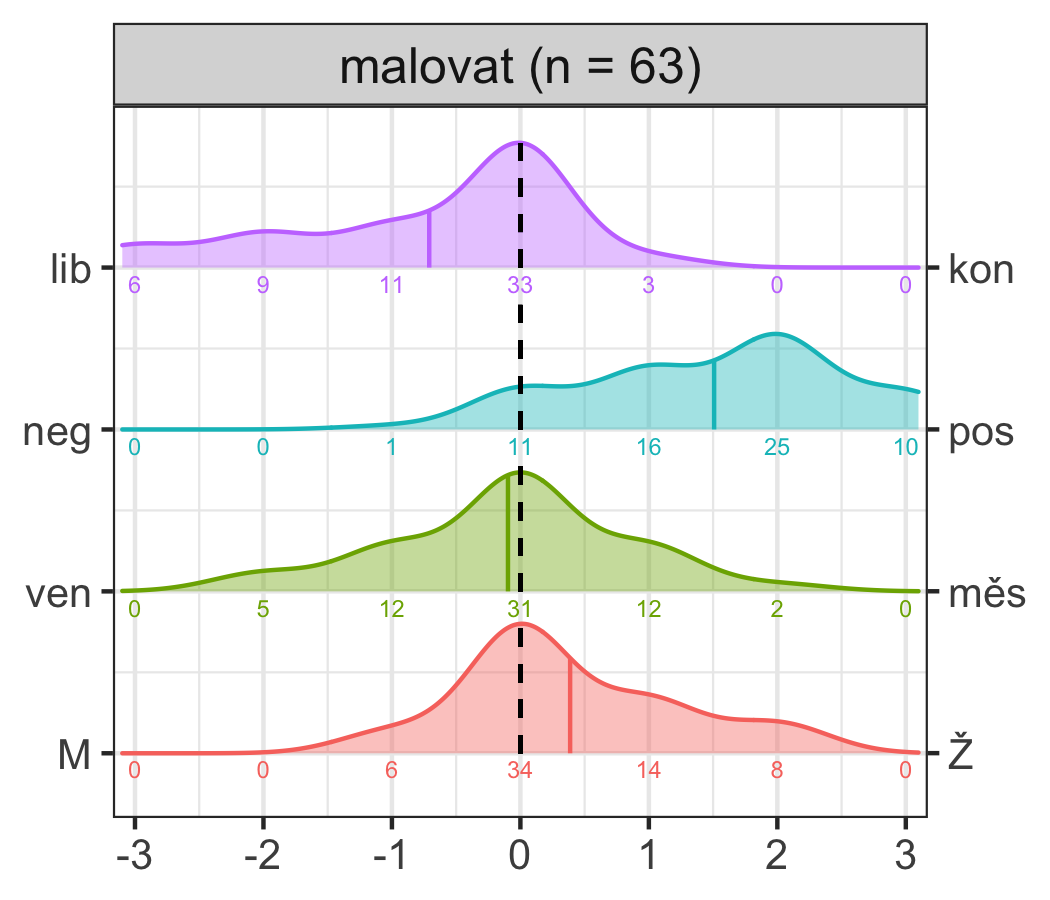 malovat (n = 63)
lib kon
6 9 11 33 3 0 0
neg pos
0 0 1 11 16 25 10
ven měs
0 5 12 31 12 2 0
M Ž
0 0 6 34 14 8 0
-3 -2 -1 0 1 2 3